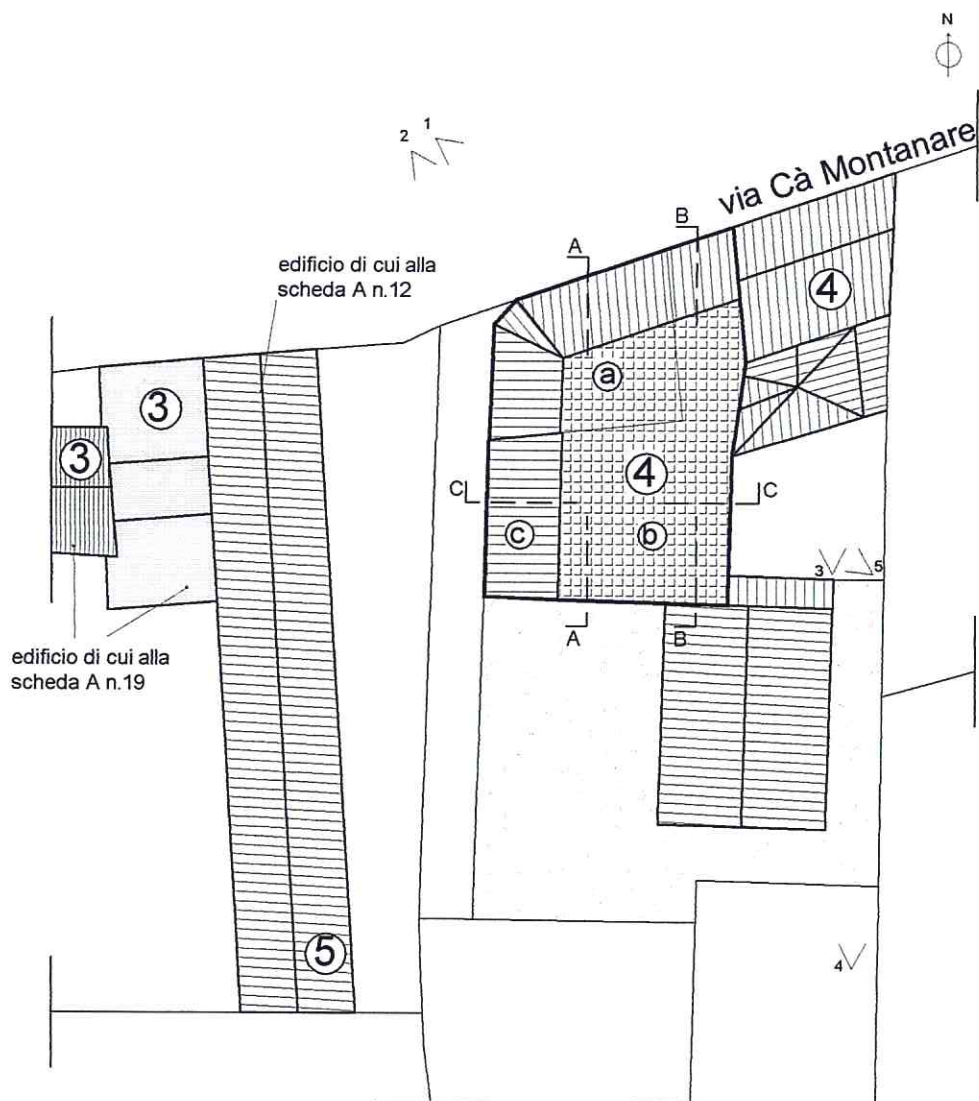 N
2 1
via Cà Montanare
B
A
edificio di cui alla
scheda A n.12
4
a
3
3
4
C
C
c
b
3
5
A
B
edificio di cui alla
scheda A n.19
5
4